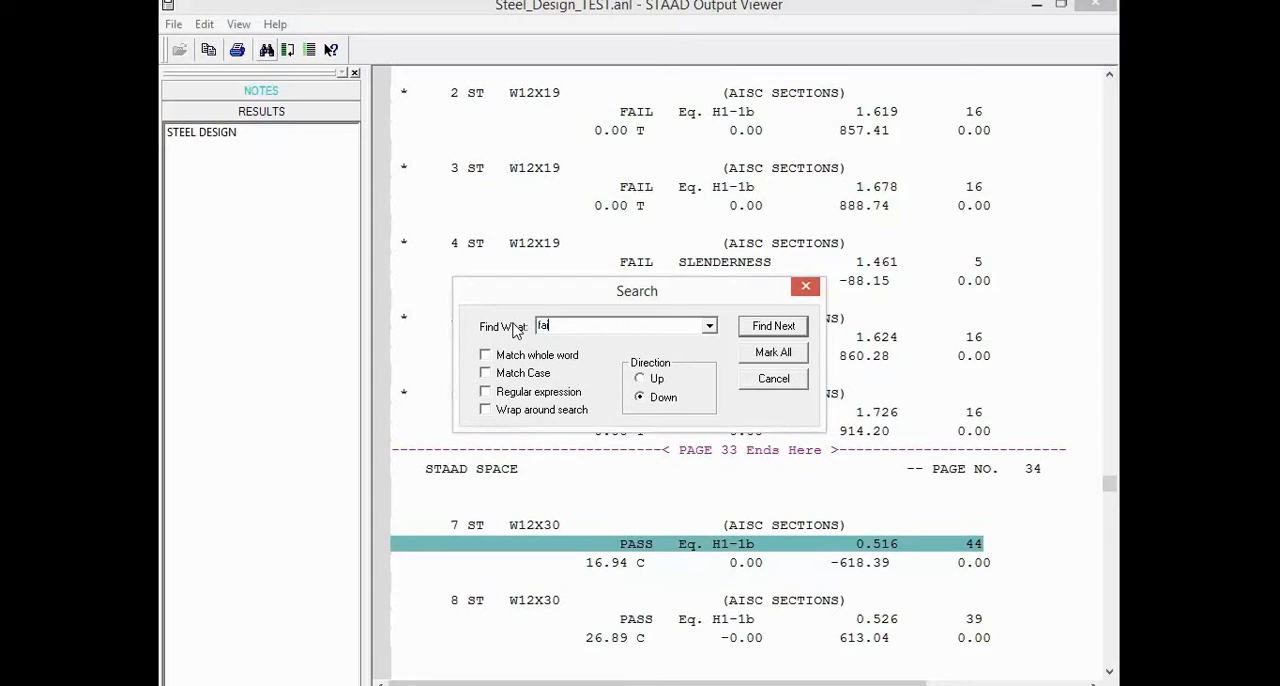 Steel_Design_TEST.anl - STAAD Output Viewer
File Edit View Help
NOTES
RESULTS
STEEL DESIGN
* 2 ST W12X19 (AISC SECTIONS)
FAIL Eq. H1-1b 1.619 16
0.00 T 0.00 857.41 0.00
* 3 ST W12X19 (AISC SECTIONS)
FAIL Eq. H1-1b 1.678 16
0.00 T 0.00 888.74 0.00
* 4 ST W12X19 (AISC SECTIONS)
FAIL SLENDERNESS 1.461 5
-88.15 0.00
* NS)
1.624 16
860.28 0.00
* NS)
1.726 16
914.20 0.00
Search
Find What: fai
Find Next
Match whole word
Match Case
Regular expression
Wrap around search
Direction
Up
Down
Mark All
Cancel
< PAGE 33 Ends Here >
STAAD SPACE -- PAGE NO. 34
7 ST W12X30 (AISC SECTIONS)
PASS Eq. H1-1b 0.516 44
16.94 C 0.00 -618.39 0.00
8 ST W12X30 (AISC SECTIONS)
PASS Eq. H1-1b 0.526 39
26.89 C -0.00 613.04 0.00